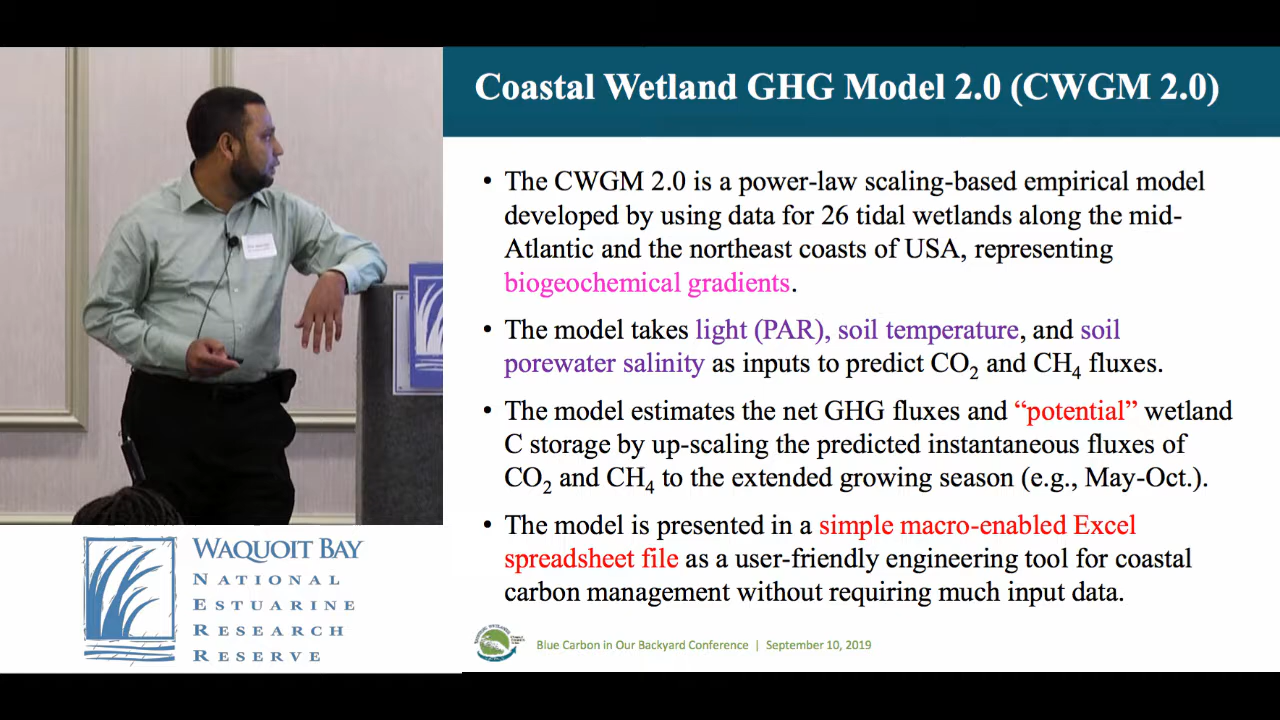 Coastal Wetland GHG Model 2.0 (CWGM 2.0)
• The CWGM 2.0 is a power-law scaling-based empirical model
developed by using data for 26 tidal wetlands along the mid-
Atlantic and the northeast coasts of USA, representing
biogeochemical gradients.
• The model takes light (PAR), soil temperature, and soil
porewater salinity as inputs to predict CO₂ and CH₄ fluxes.
• The model estimates the net GHG fluxes and “potential” wetland
C storage by up-scaling the predicted instantaneous fluxes of
CO₂ and CH₄ to the extended growing season (e.g., May-Oct.).
• The model is presented in a simple macro-enabled Excel
spreadsheet file as a user-friendly engineering tool for coastal
carbon management without requiring much input data.
Blue Carbon in Our Backyard Conference | September 10, 2019
WAQUOIT BAY
NATIONAL
ESTUARINE
RESEARCH
RESERVE